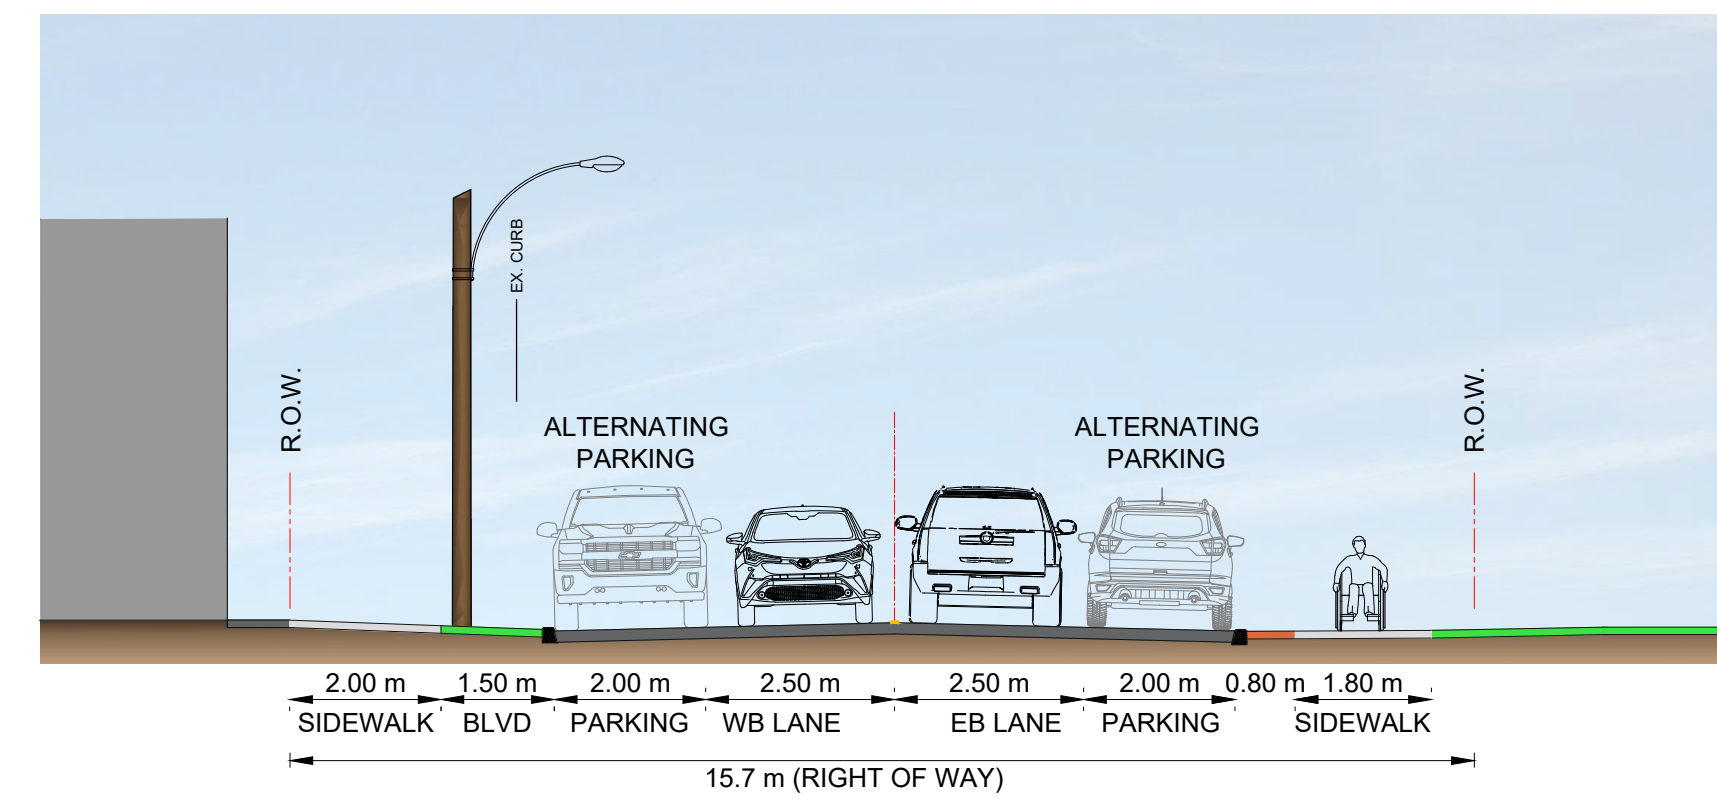 EX. CURB
R.O.W.
R.O.W.
ALTERNATING
PARKING
ALTERNATING
PARKING
2.00 m 1.50 m 2.00 m 2.50 m 2.50 m 2.00 m 0.80 m 1.80 m
SIDEWALK BLVD PARKING WB LANE EB LANE PARKING SIDEWALK
15.7 m (RIGHT OF WAY)